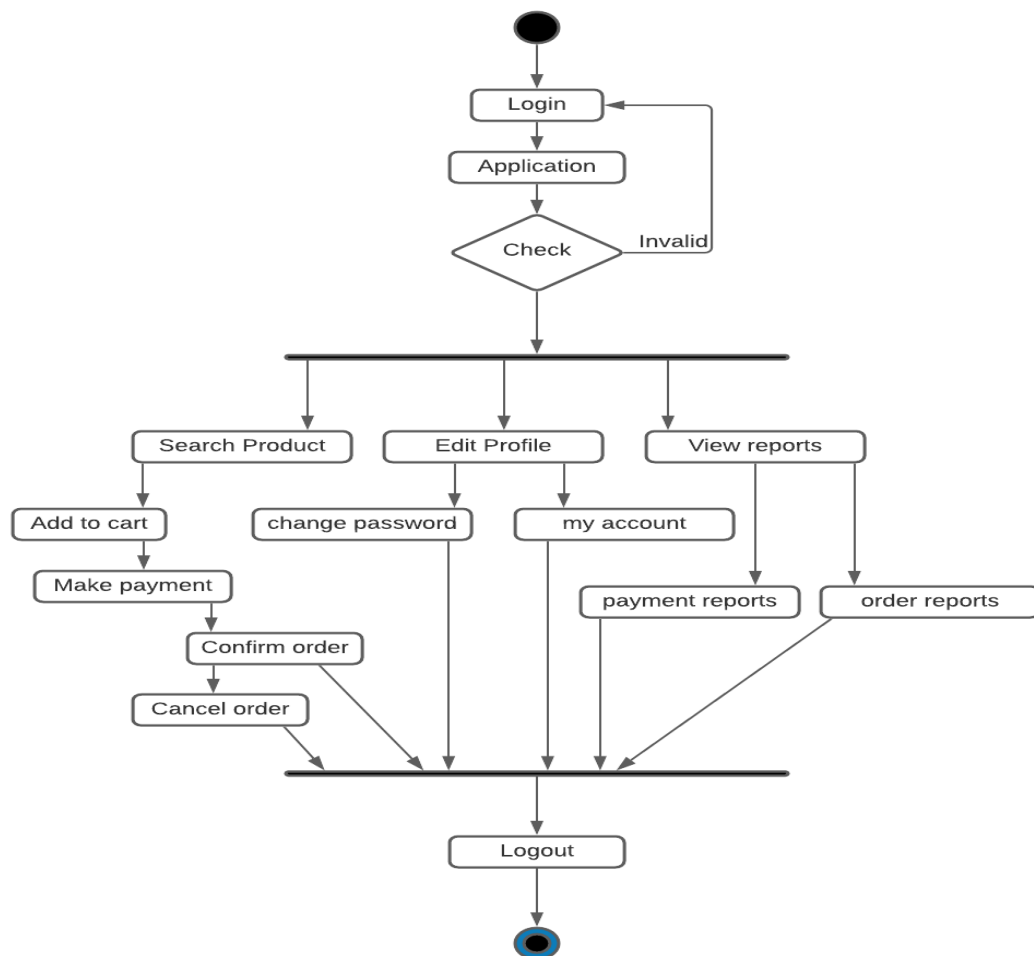 Login
Application
Check
Invalid
Search Product
Edit Profile
View reports
Add to cart
change password
my account
Make payment
payment reports
order reports
Confirm order
Cancel order
Logout